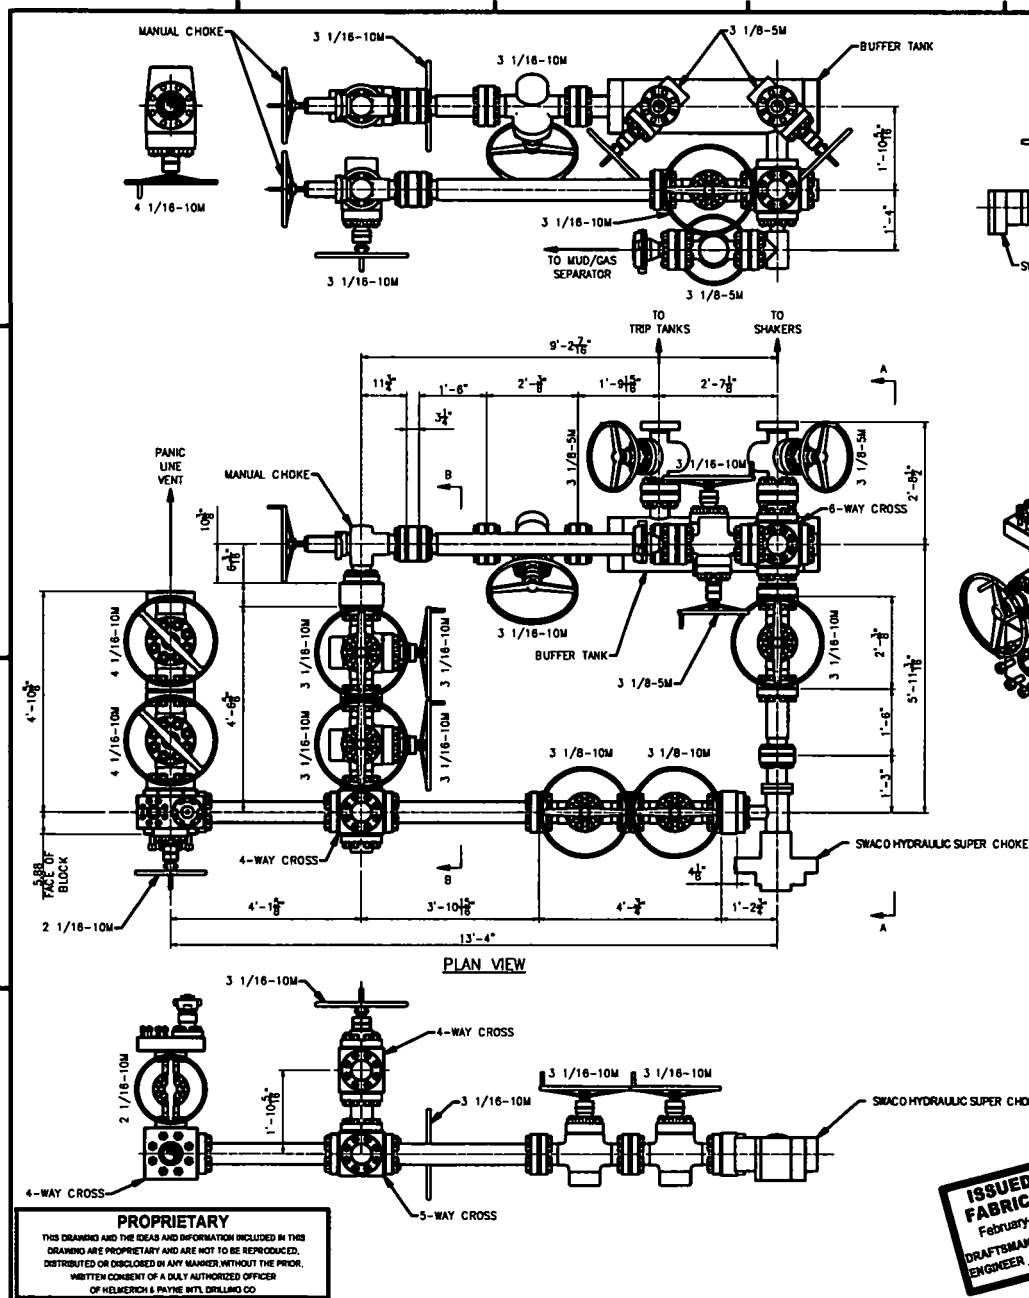 MANUAL CHOKE
3 1/16-10M
3 1/16-10M
3 1/8-5M
BUFFER TANK
4 1/16-10M
3 1/16-10M
3 1/16-10M
TO MUD/GAS
SEPARATOR
3 1/8-5M
1'-10 5/16"
1'-4"
TO
TRIP TANKS
TO
SHAKERS
9'-2 7/16"
11 3/4"
1'-6"
2'-3/8"
1'-9 15/16"
2'-7 1/8"
3 1/4"
A
PANIC
LINE
VENT
MANUAL CHOKE
B
3 1/8-5M
3 1/16-10M
3 1/8-5M
2'-8 1/2"
6-WAY CROSS
10 3/8"
6 3/16"
3 1/16-10M
BUFFER TANK
3 1/8-5M
4 1/16-10M
4 1/16-10M
4'-10 5/8"
3 1/16-10M
3 1/16-10M
3 1/16-10M
3 1/16-10M
3 1/16-10M
2'-1/8"
5'-11 3/16"
1'-6"
1'-3"
3 1/8-10M
3 1/8-10M
5.88
FACE OF
BLOCK
4-WAY CROSS
B
4 1/8"
SWACO HYDRAULIC SUPER CHOKE
2 1/16-10M
4'-1 5/8"
3'-10 15/16"
4'-3/4"
1'-2 3/4"
A
13'-4"
PLAN VIEW
3 1/16-10M
4-WAY CROSS
2 1/16-10M
1'-10 5/16"
3 1/16-10M
3 1/16-10M
3 1/16-10M
SWACO HYDRAULIC SUPER CHO
4-WAY CROSS
5-WAY CROSS
PROPRIETARY
THIS DRAWING AND THE IDEAS AND INFORMATION INCLUDED IN THIS
DRAWING ARE PROPRIETARY AND ARE NOT TO BE REPRODUCED,
DISTRIBUTED OR DISCLOSED IN ANY MANNER, WITHOUT THE PRIOR,
WRITTEN CONSENT OF A DULY AUTHORIZED OFFICER
OF HELMERICH & PAYNE INT'L DRILLING CO
ISSUED
FABRIC
February
DRAFTSMAN
ENGINEER